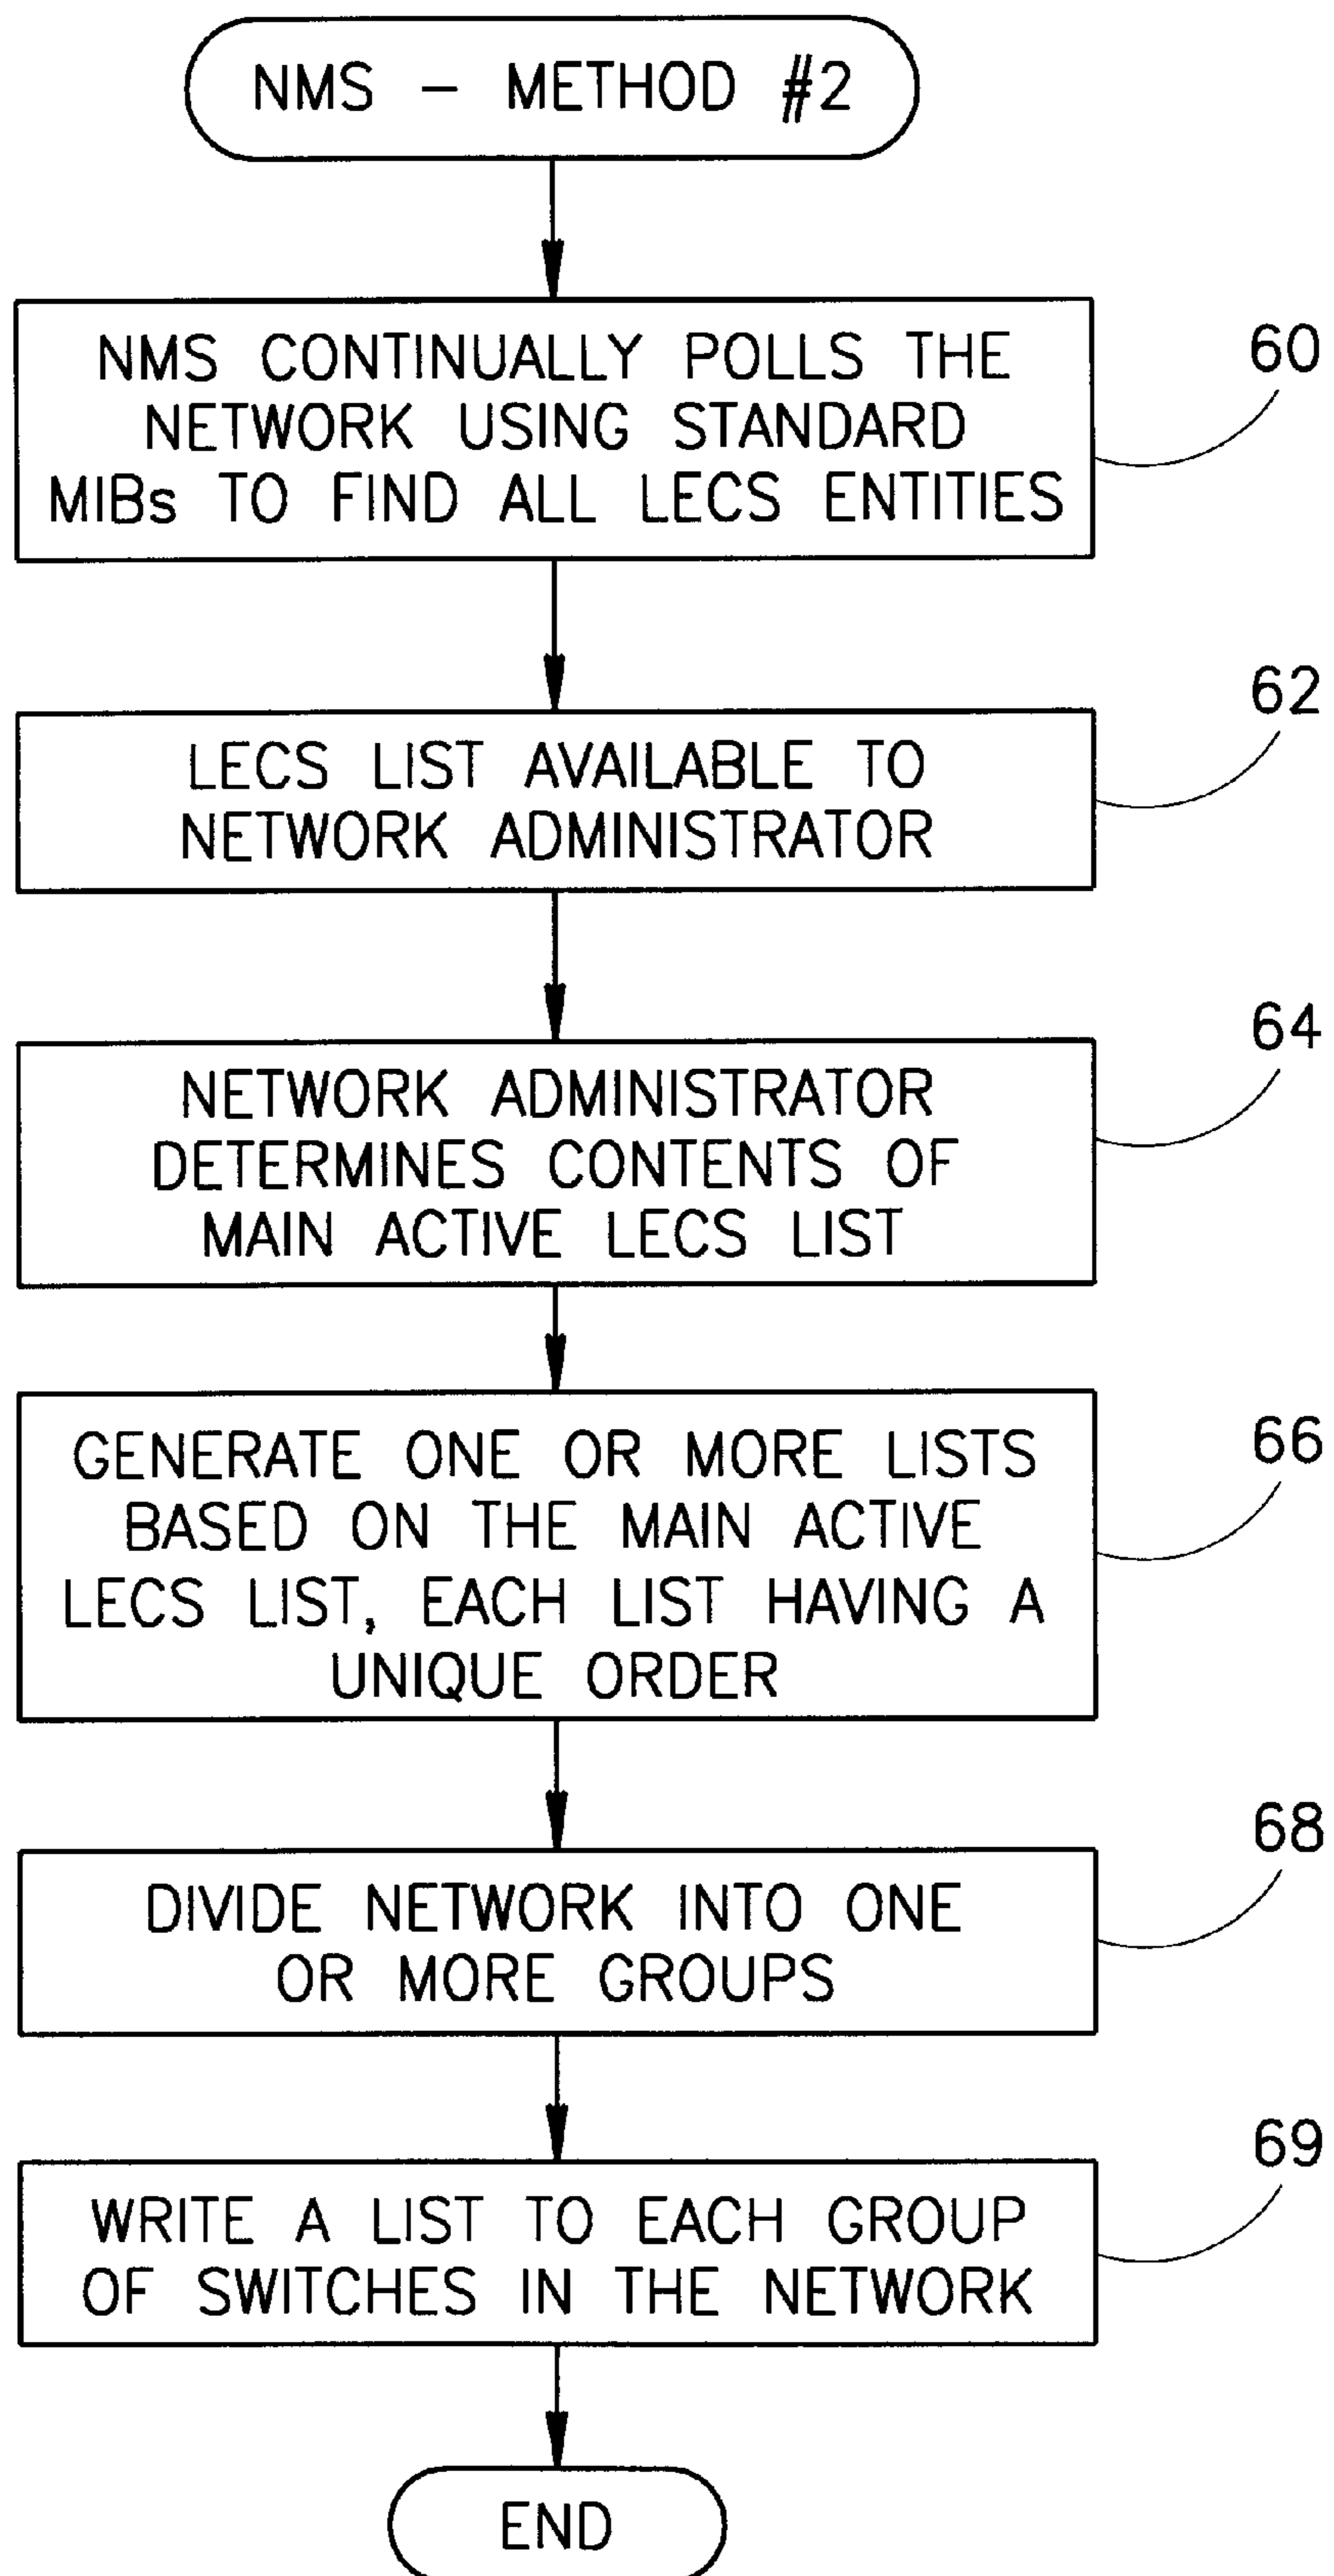 NMS - METHOD #2
NMS CONTINUALLY POLLS THE
NETWORK USING STANDARD
MIBs TO FIND ALL LECS ENTITIES
60
LECS LIST AVAILABLE TO
NETWORK ADMINISTRATOR
62
NETWORK ADMINISTRATOR
DETERMINES CONTENTS OF
MAIN ACTIVE LECS LIST
64
GENERATE ONE OR MORE LISTS
BASED ON THE MAIN ACTIVE
LECS LIST, EACH LIST HAVING A
UNIQUE ORDER
66
DIVIDE NETWORK INTO ONE
OR MORE GROUPS
68
WRITE A LIST TO EACH GROUP
OF SWITCHES IN THE NETWORK
69
END